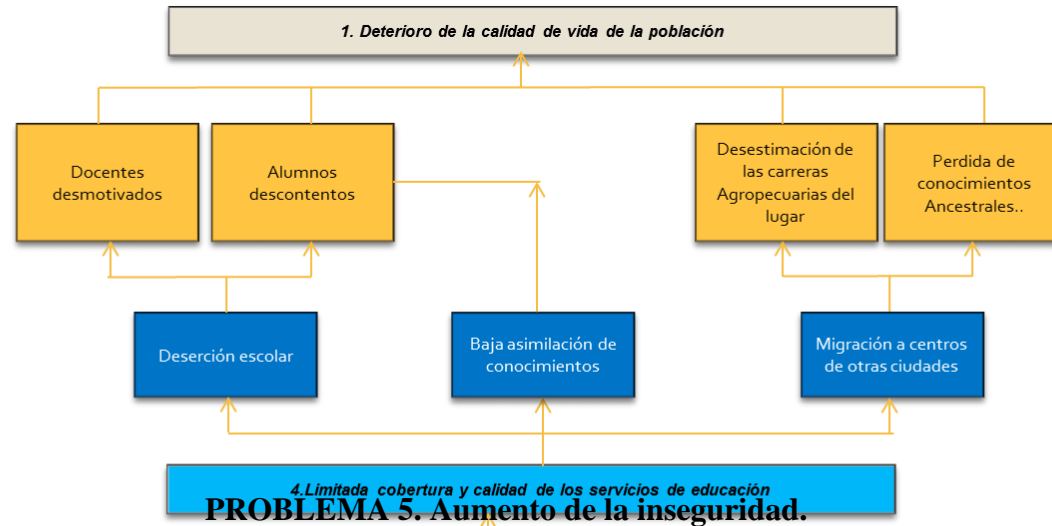 1. Deterioro de la calidad de vida de la población
Docentes
desmotivados
Alumnos
descontentos
Desestimación de
las carreras
Agropecuarias del
lugar
Perdida de
conocimientos
Ancestrales..
Deserción escolar
Baja asimilación de
conocimientos
Migración a centros
de otras ciudades
4.Limitada cobertura y calidad de los servicios de educación
PROBLEMA 5. Aumento de la inseguridad.